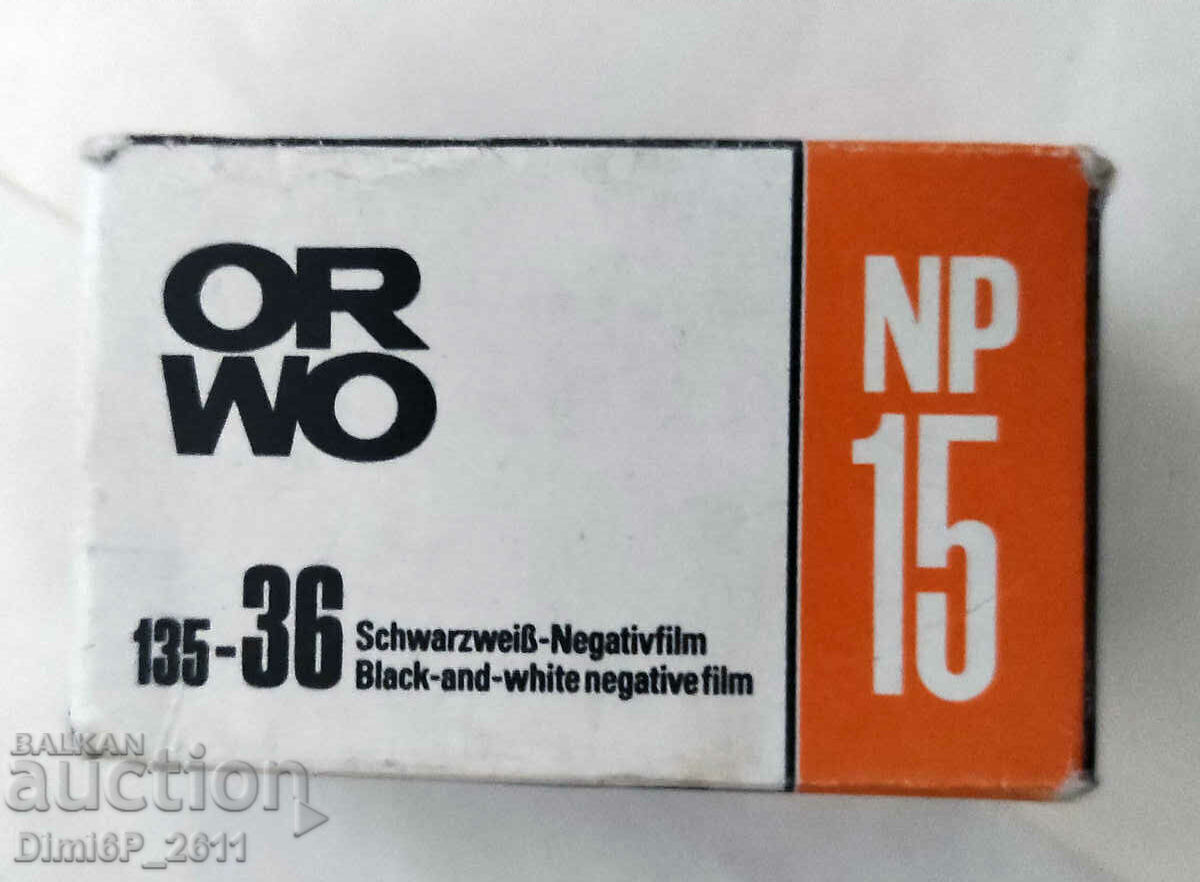 OR
WO
135-36 Schwarzweiß-Negativfilm
Black-and-white negative film
NP
15
BALKAN
auction
Dimi6P_2611